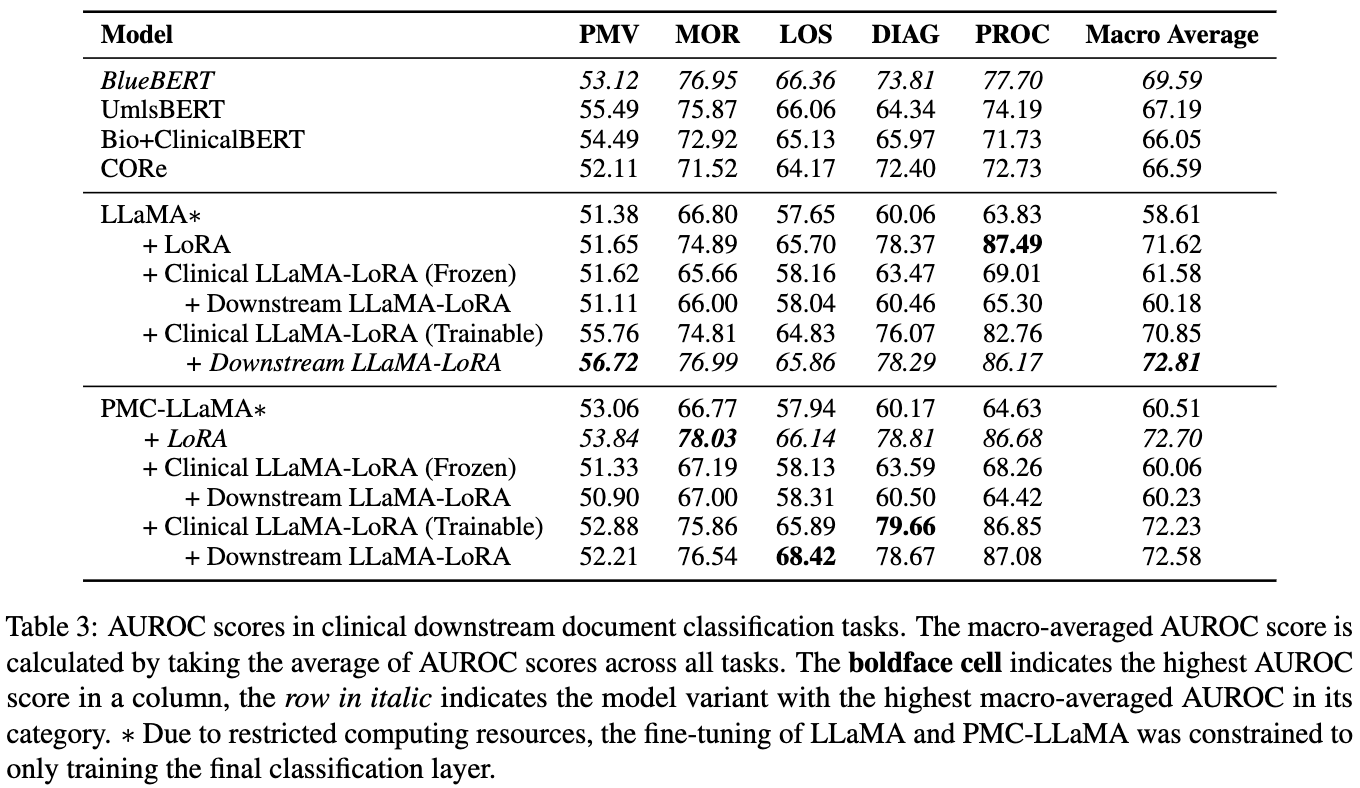 Model PMV MOR LOS DIAG PROC Macro Average
BlueBERT 53.12 76.95 66.36 73.81 77.70 69.59
UmlsBERT 55.49 75.87 66.06 64.34 74.19 67.19
Bio+ClinicalBERT 54.49 72.92 65.13 65.97 71.73 66.05
CORe 52.11 71.52 64.17 72.40 72.73 66.59
LLaMA∗ 51.38 66.80 57.65 60.06 63.83 58.61
+ LoRA 51.65 74.89 65.70 78.37 87.49 71.62
+ Clinical LLaMA-LoRA (Frozen) 51.62 65.66 58.16 63.47 69.01 61.58
+ Downstream LLaMA-LoRA 51.11 66.00 58.04 60.46 65.30 60.18
+ Clinical LLaMA-LoRA (Trainable) 55.76 74.81 64.83 76.07 82.76 70.85
+ Downstream LLaMA-LoRA 56.72 76.99 65.86 78.29 86.17 72.81
PMC-LLaMA∗ 53.06 66.77 57.94 60.17 64.63 60.51
+ LoRA 53.84 78.03 66.14 78.81 86.68 72.70
+ Clinical LLaMA-LoRA (Frozen) 51.33 67.19 58.13 63.59 68.26 60.06
+ Downstream LLaMA-LoRA 50.90 67.00 58.31 60.50 64.42 60.23
+ Clinical LLaMA-LoRA (Trainable) 52.88 75.86 65.89 79.66 86.85 72.23
+ Downstream LLaMA-LoRA 52.21 76.54 68.42 78.67 87.08 72.58
Table 3: AUROC scores in clinical downstream document classification tasks. The macro-averaged AUROC score is
calculated by taking the average of AUROC scores across all tasks. The boldface cell indicates the highest AUROC
score in a column, the row in italic indicates the model variant with the highest macro-averaged AUROC in its
category. ∗ Due to restricted computing resources, the fine-tuning of LLaMA and PMC-LLaMA was constrained to
only training the final classification layer.